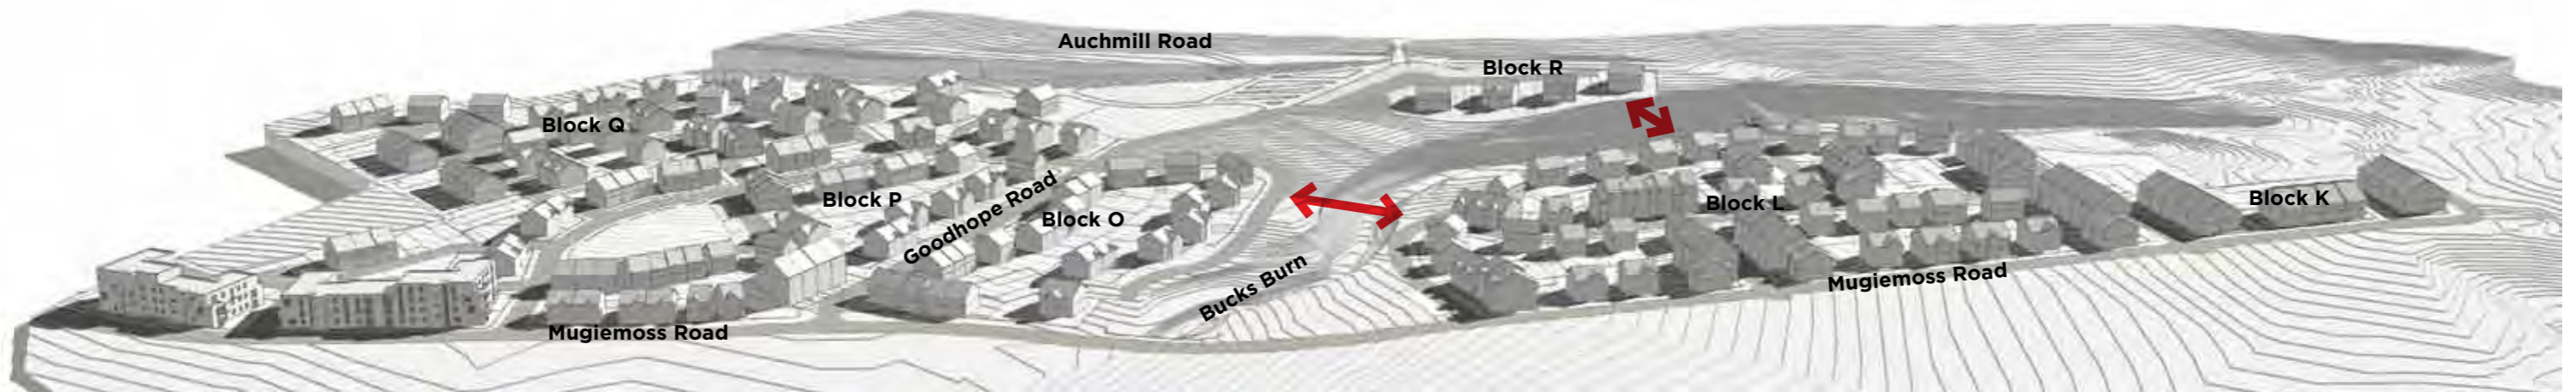 Auchmill Road
Block R
Block Q
Block P
Goodhope Road
Block O
Block L
Block K
Bucks Burn
Mugiemoss Road
Mugiemoss Road